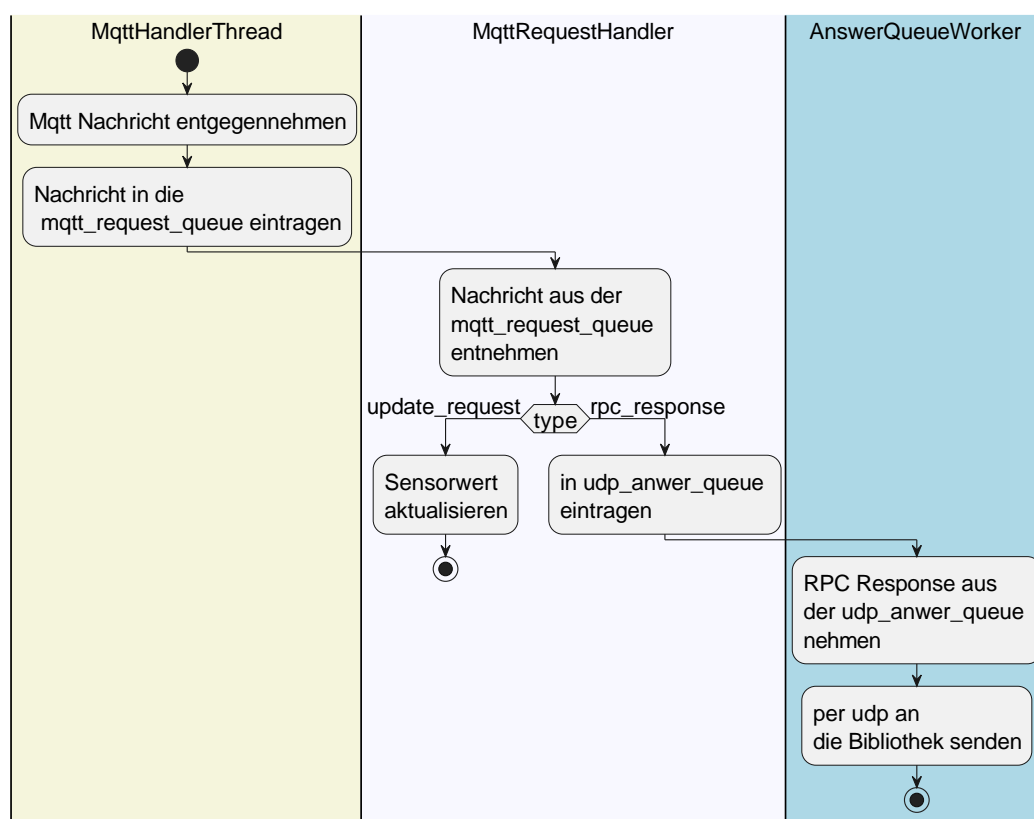 MqttHandlerThread
MqttRequestHandler
AnswerQueueWorker
Mqtt Nachricht entgegennehmen
Nachricht in die
mqtt_request_queue eintragen
Nachricht aus der
mqtt_request_queue
entnehmen
update_request
type
rpc_response
Sensorwert
aktualisieren
in udp_anwer_queue
eintragen
RPC Response aus
der udp_anwer_queue
nehmen
per udp an
die Bibliothek senden